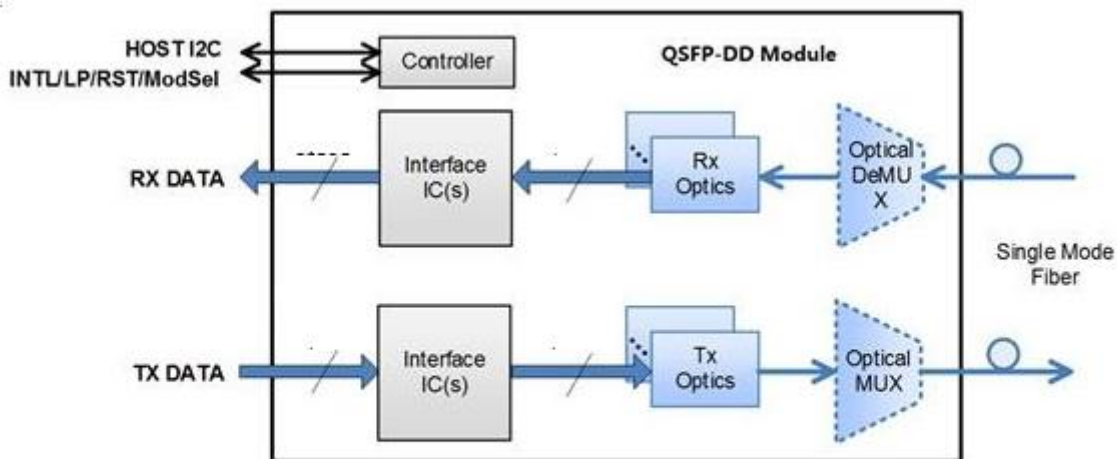 HOST I2C
INTL/LP/RST/ModSel
Controller
QSFP-DD Module
RX DATA
Interface
IC(s)
Rx
Optics
Optical
DeMU
X
Single Mode
Fiber
TX DATA
Interface
IC(s)
Tx
Optics
Optical
MUX